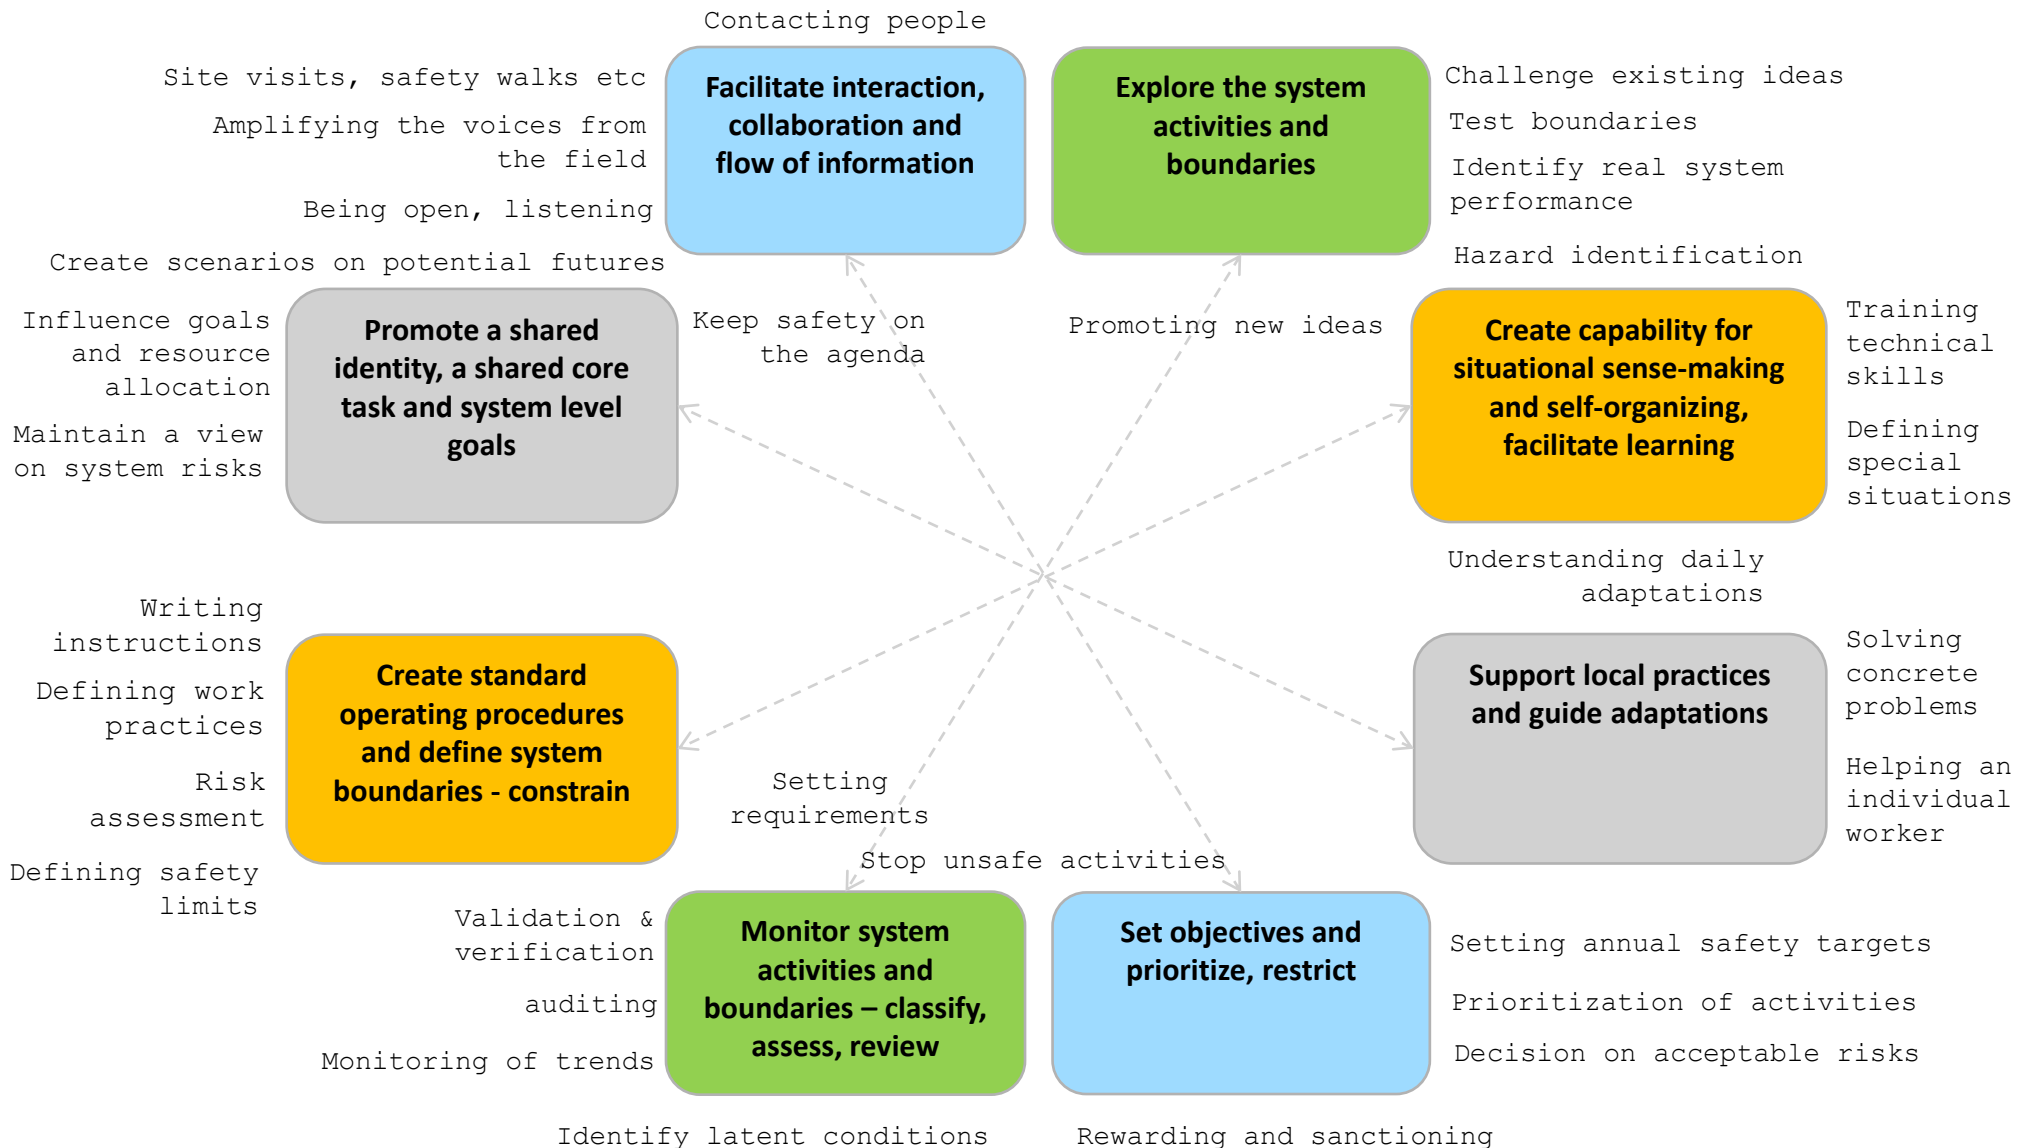 Contacting people
Site visits, safety walks etc
Amplifying the voices from
the field
Being open, listening
Facilitate interaction,
collaboration and
flow of information
Explore the system
activities and
boundaries
Challenge existing ideas
Test boundaries
Identify real system
performance
Hazard identification
Create scenarios on potential futures
Influence goals
and resource
allocation
Maintain a view
on system risks
Promote a shared
identity, a shared core
task and system level
goals
Keep safety on
the agenda
Promoting new ideas
Create capability for
situational sense-making
and self-organizing,
facilitate learning
Training
technical
skills
Defining
special
situations
Understanding daily
adaptations
Writing
instructions
Defining work
practices
Risk
assessment
Defining safety
limits
Create standard
operating procedures
and define system
boundaries - constrain
Setting
requirements
Support local practices
and guide adaptations
Solving
concrete
problems
Helping an
individual
worker
Stop unsafe activities
Validation &
verification
auditing
Monitoring of trends
Monitor system
activities and
boundaries – classify,
assess, review
Set objectives and
prioritize, restrict
Setting annual safety targets
Prioritization of activities
Decision on acceptable risks
Identify latent conditions
Rewarding and sanctioning